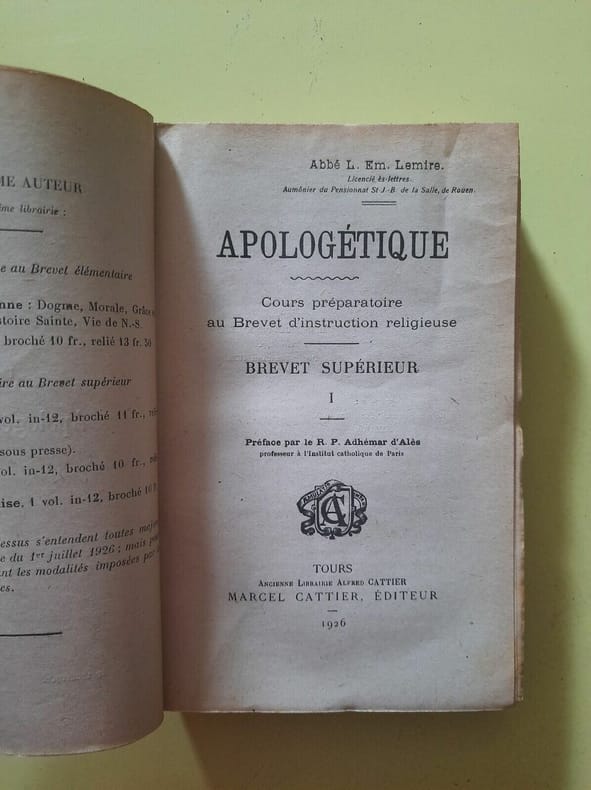 ME AUTEUR
me librairie :
e au Brevet élémentaire
nne : Dogme, Morale, Grâce
stoire Sainte, Vie de N.-S.
broché 10 fr., relié 13 fr. 50
ire au Brevet supérieur
vol. in-12, broché 11 fr.,
sous presse).
ol. in-12, broché 10 fr.,
ise. 1 vol. in-12, broché 10
essus s'entendent toutes
e du 1er juillet 1926 ; mais
nt les modalités imposées par
es.
Abbé L. Em. Lemire.
Licencié ès-lettres.
Aumônier du Pensionnat St-J.-B. de la Salle, de Rouen.
APOLOGÉTIQUE
Cours préparatoire
au Brevet d'instruction religieuse
BREVET SUPÉRIEUR
I
Préface par le R. P. Adhémar d'Alès
professeur à l'Institut catholique de Paris
TOURS
Ancienne Librairie Alfred CATTIER
MARCEL CATTIER, ÉDITEUR
1926